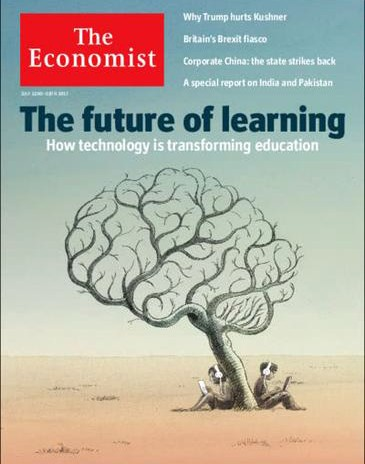 The
Economist
Why Trump hurts Kushner
Britain's Brexit fiasco
Corporate China: the state strikes back
A special report on India and Pakistan
JULY 22ND–28TH 2017
The future of learning
How technology is transforming education